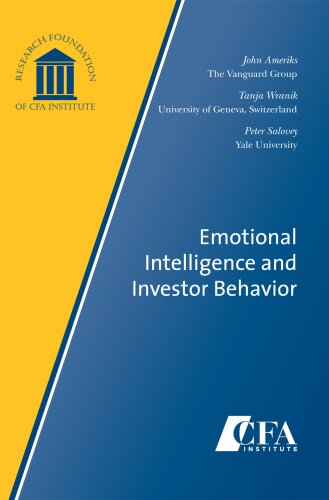 RESEARCH FOUNDATION
OF CFA INSTITUTE
John Ameriks
The Vanguard Group
Tanja Wranik
University of Geneva, Switzerland
Peter Salovey
Yale University
Emotional
Intelligence and
Investor Behavior
CFA
INSTITUTE